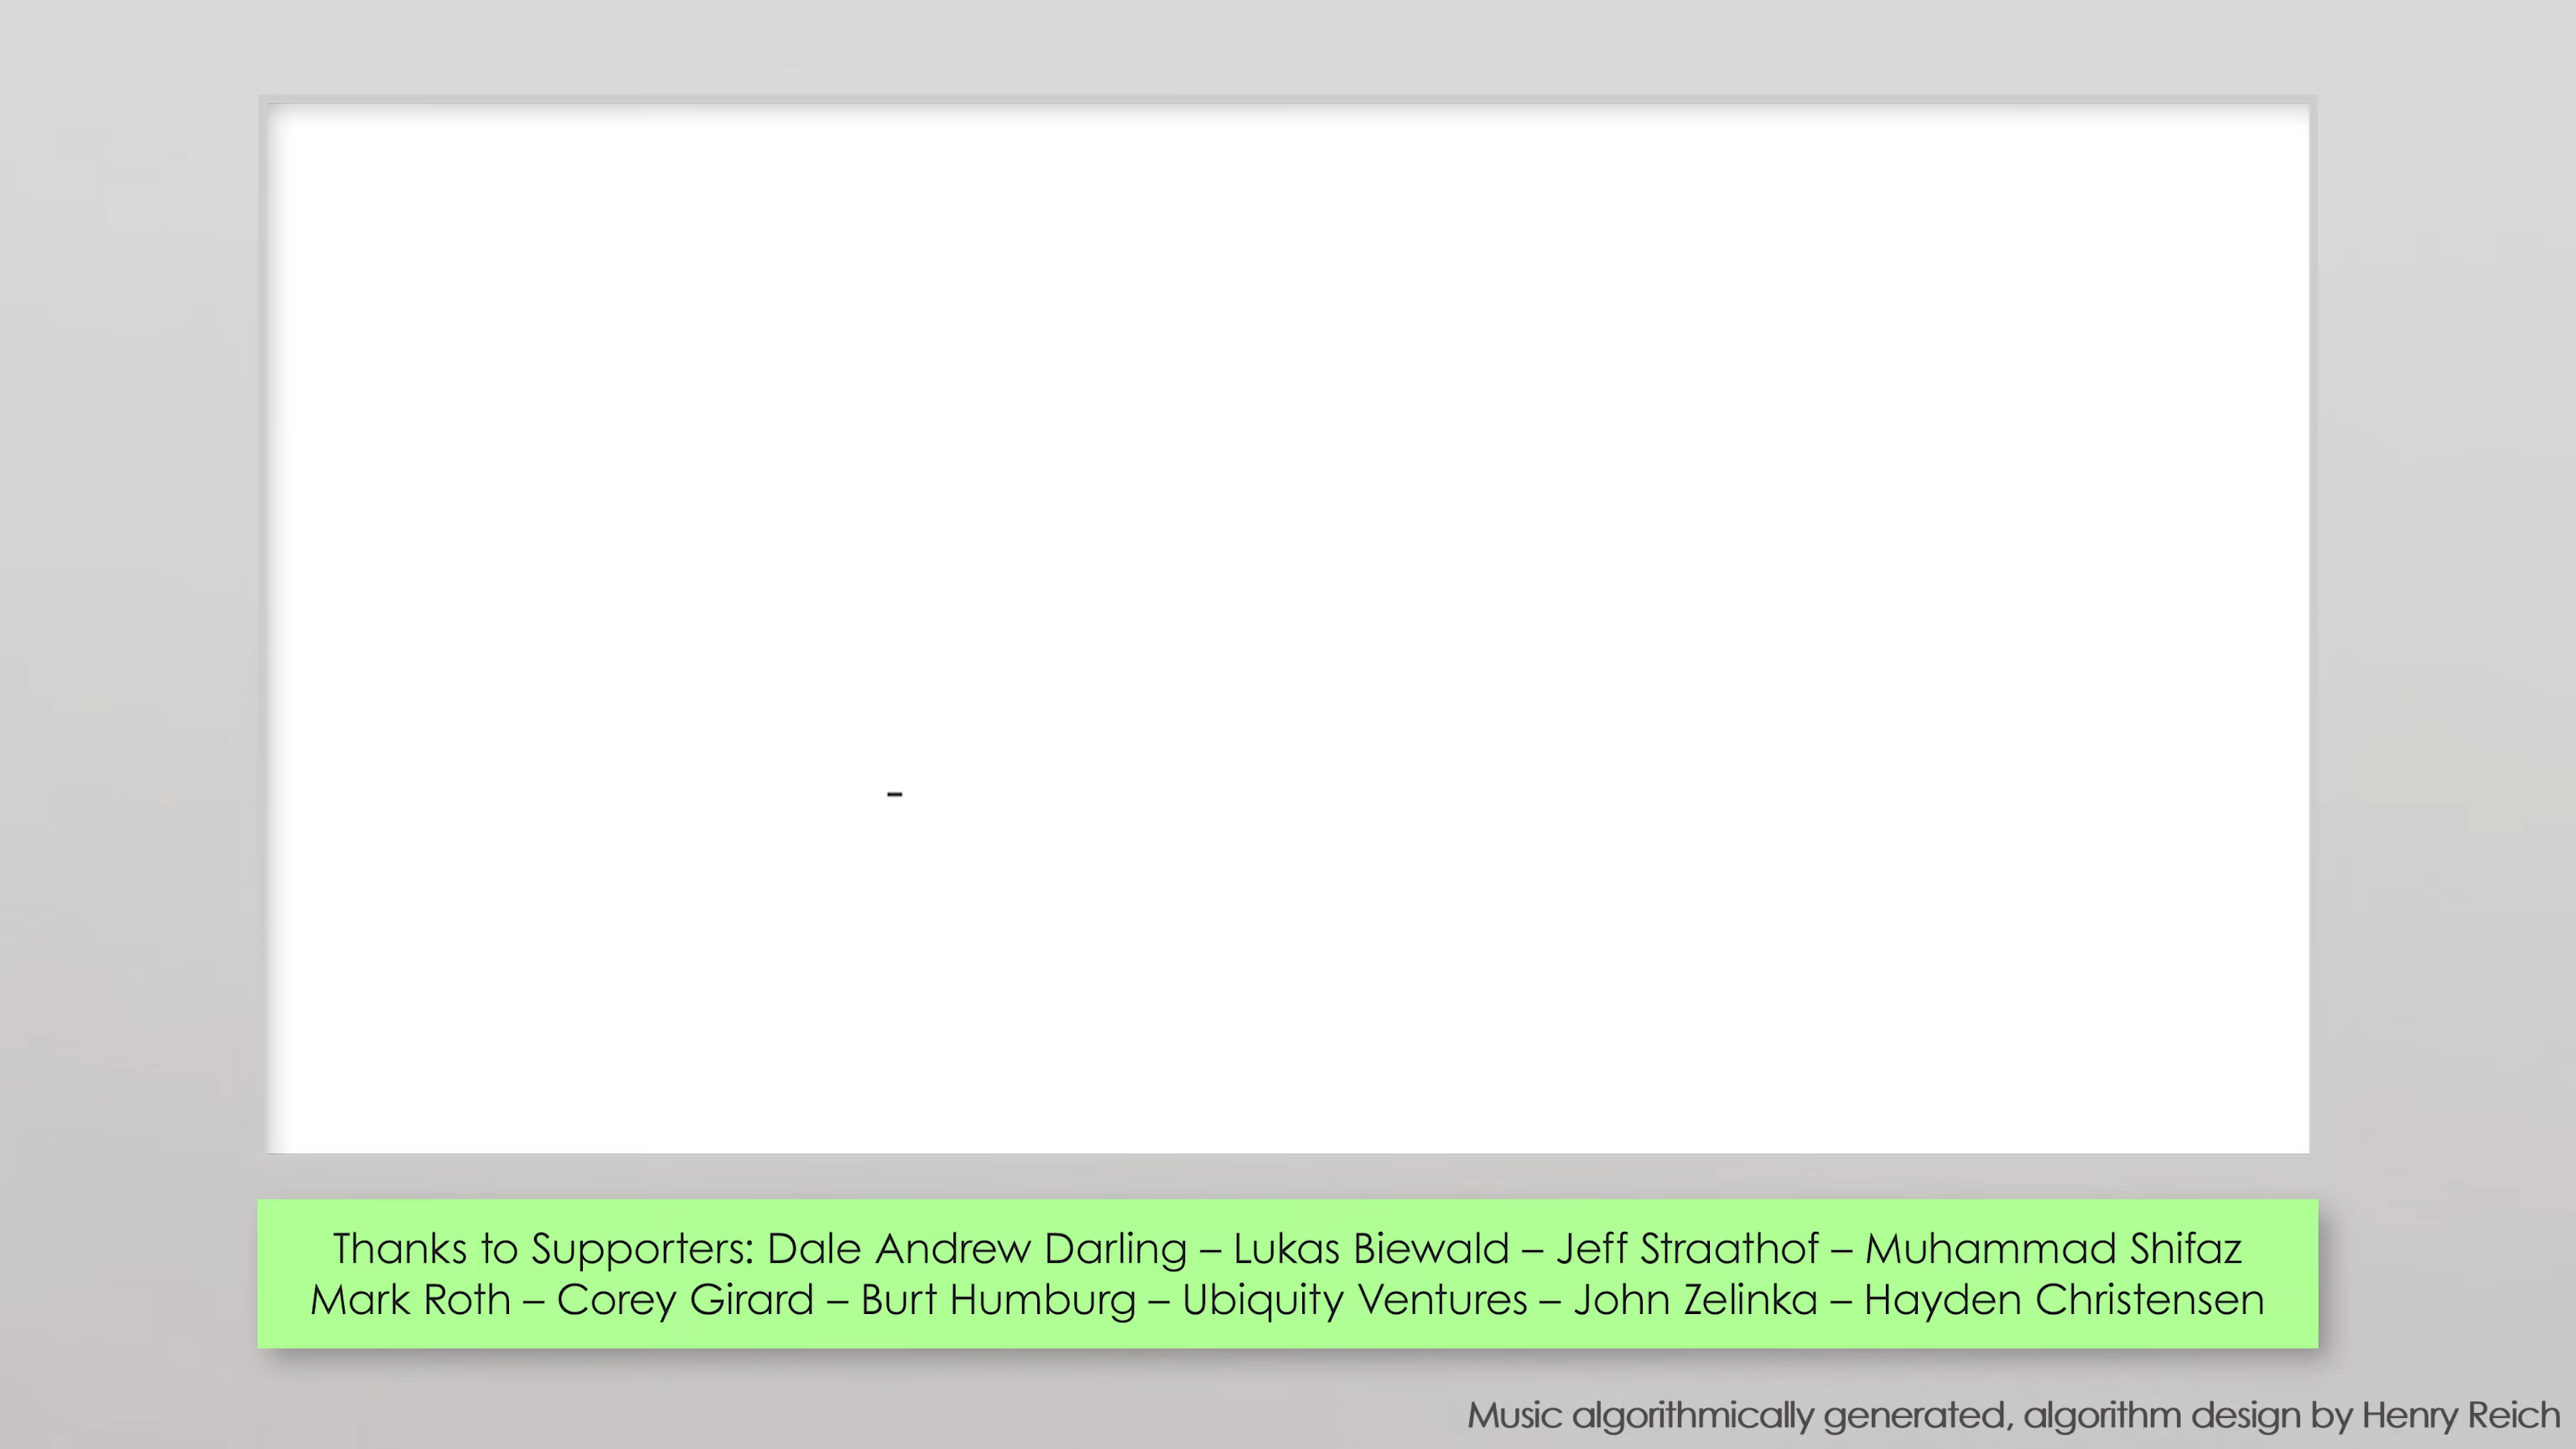 -
Thanks to Supporters: Dale Andrew Darling – Lukas Biewald – Jeff Straathof – Muhammad Shifaz
Mark Roth – Corey Girard – Burt Humburg – Ubiquity Ventures – John Zelinka – Hayden Christensen
Music algorithmically generated, algorithm design by Henry Reich